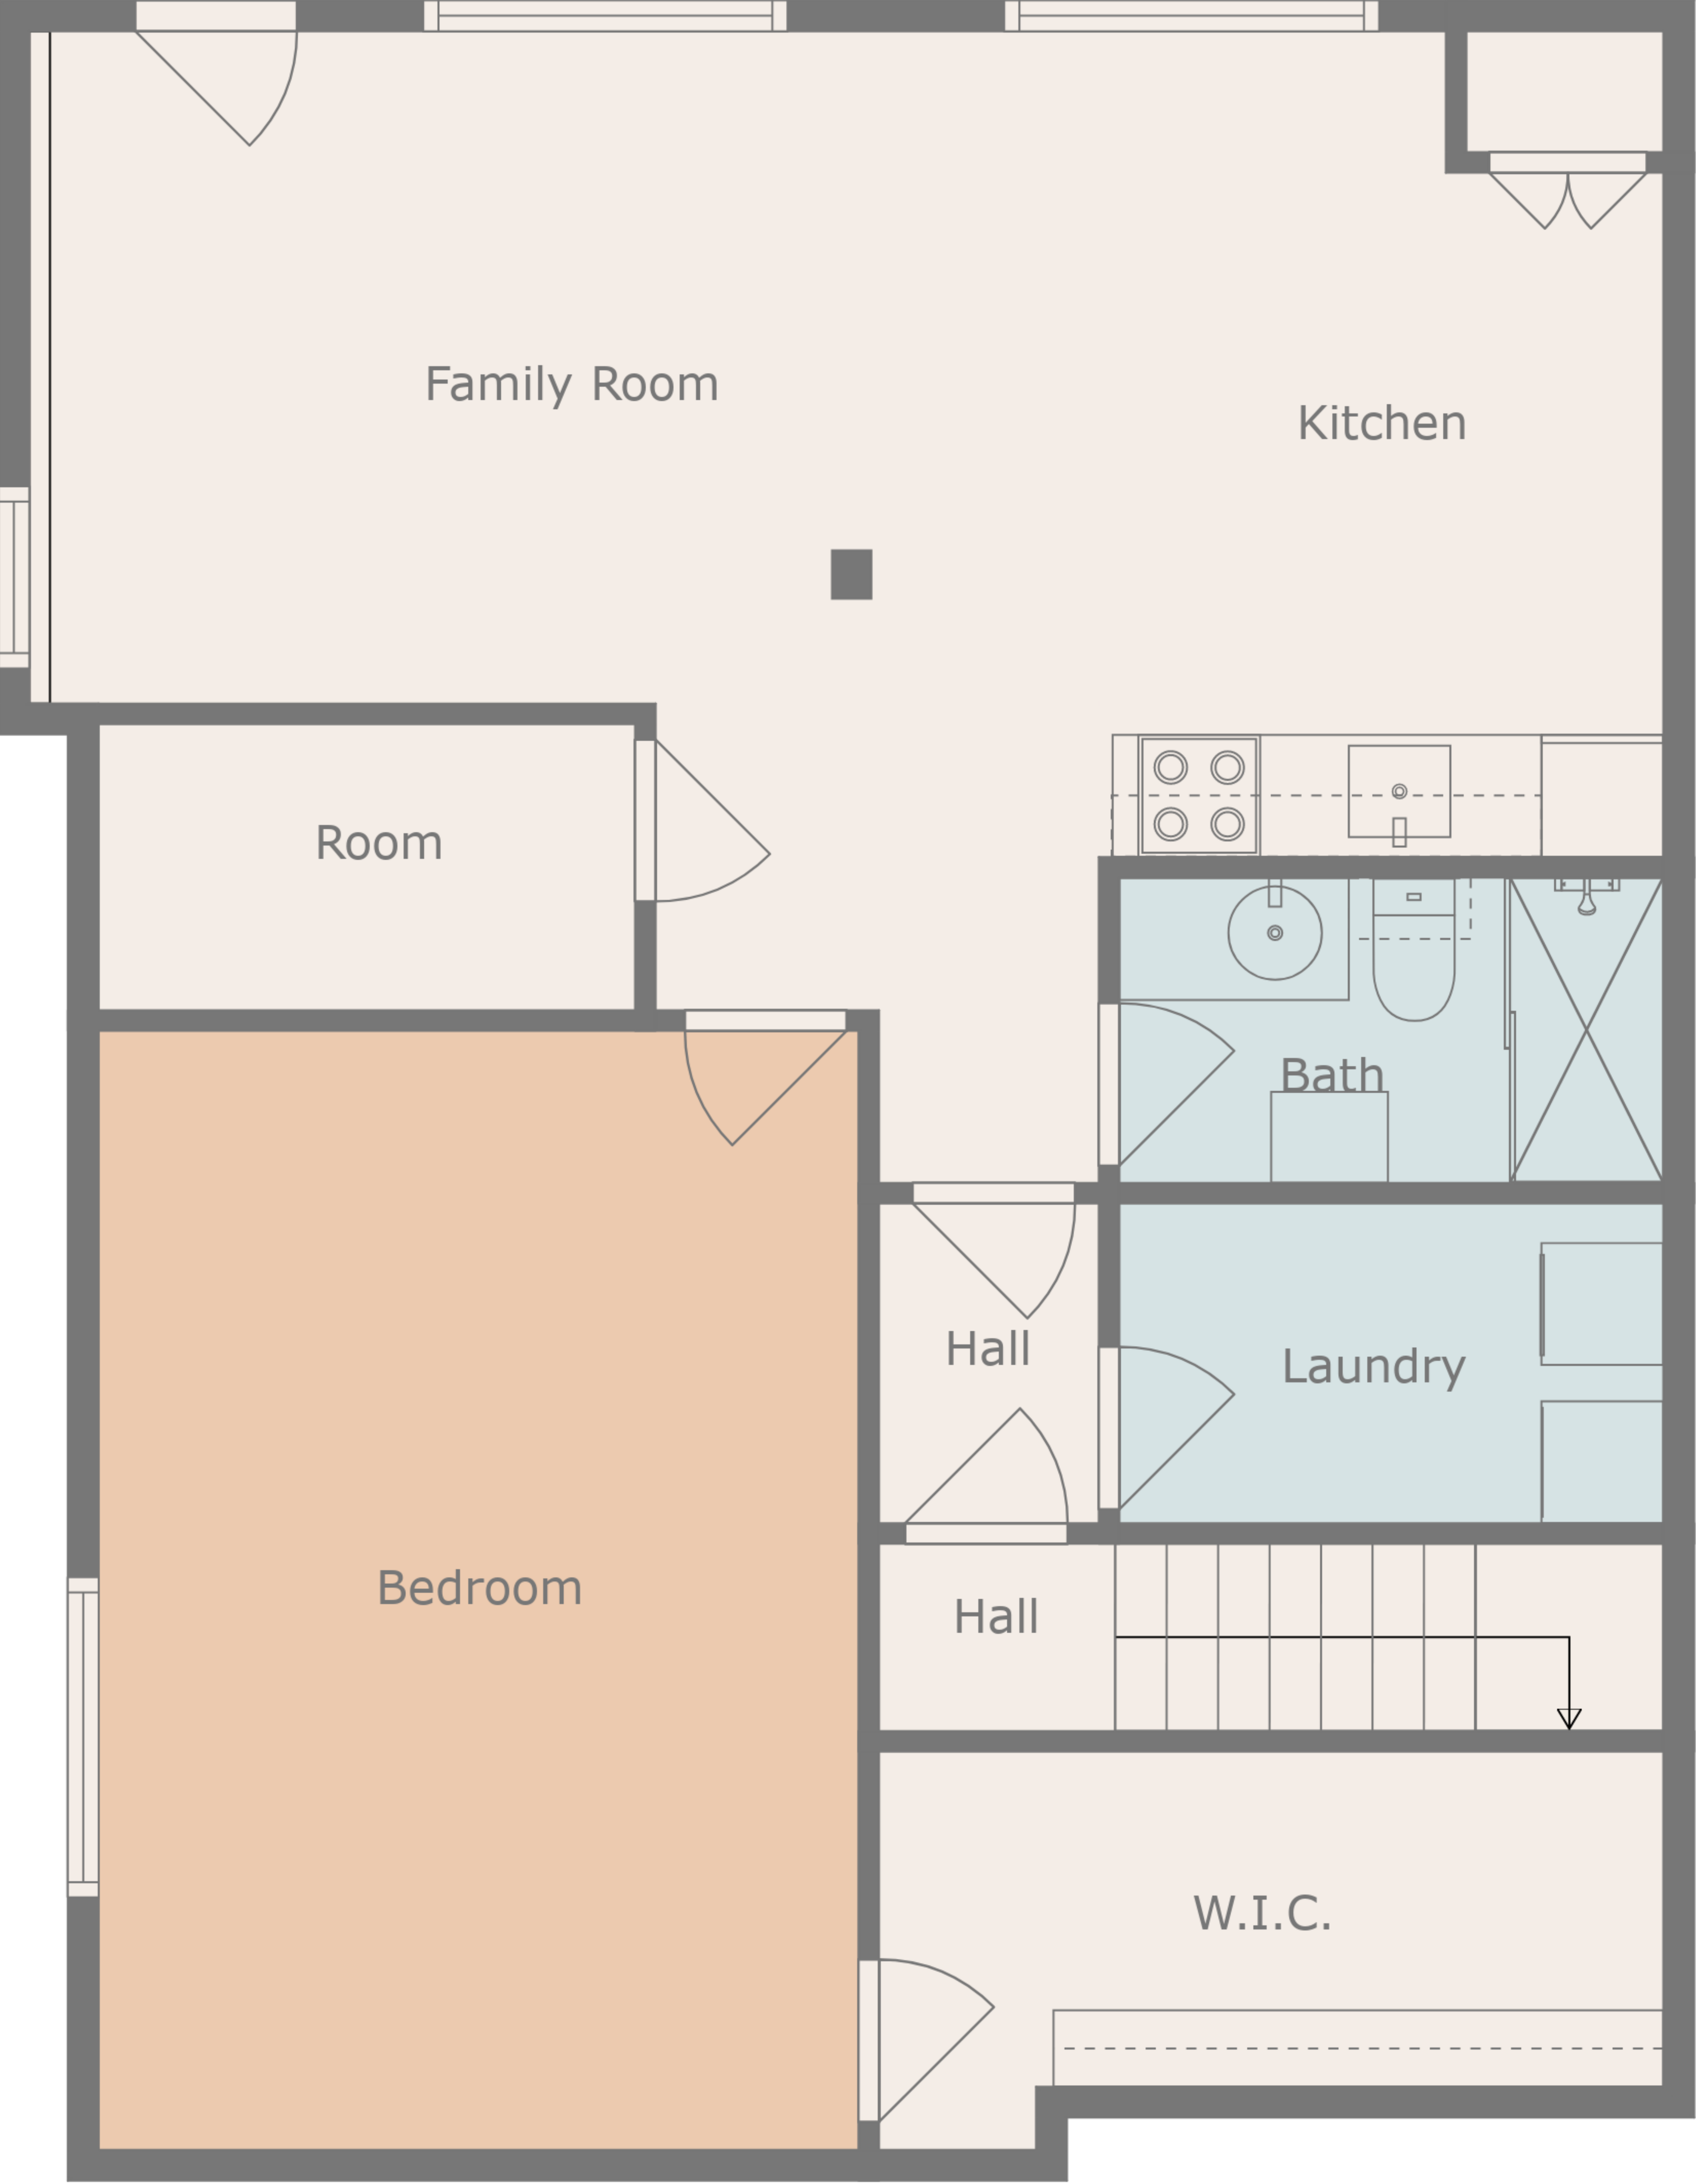 Family Room
Kitchen
Room
Bath
Hall
Laundry
Bedroom
Hall
W.I.C.